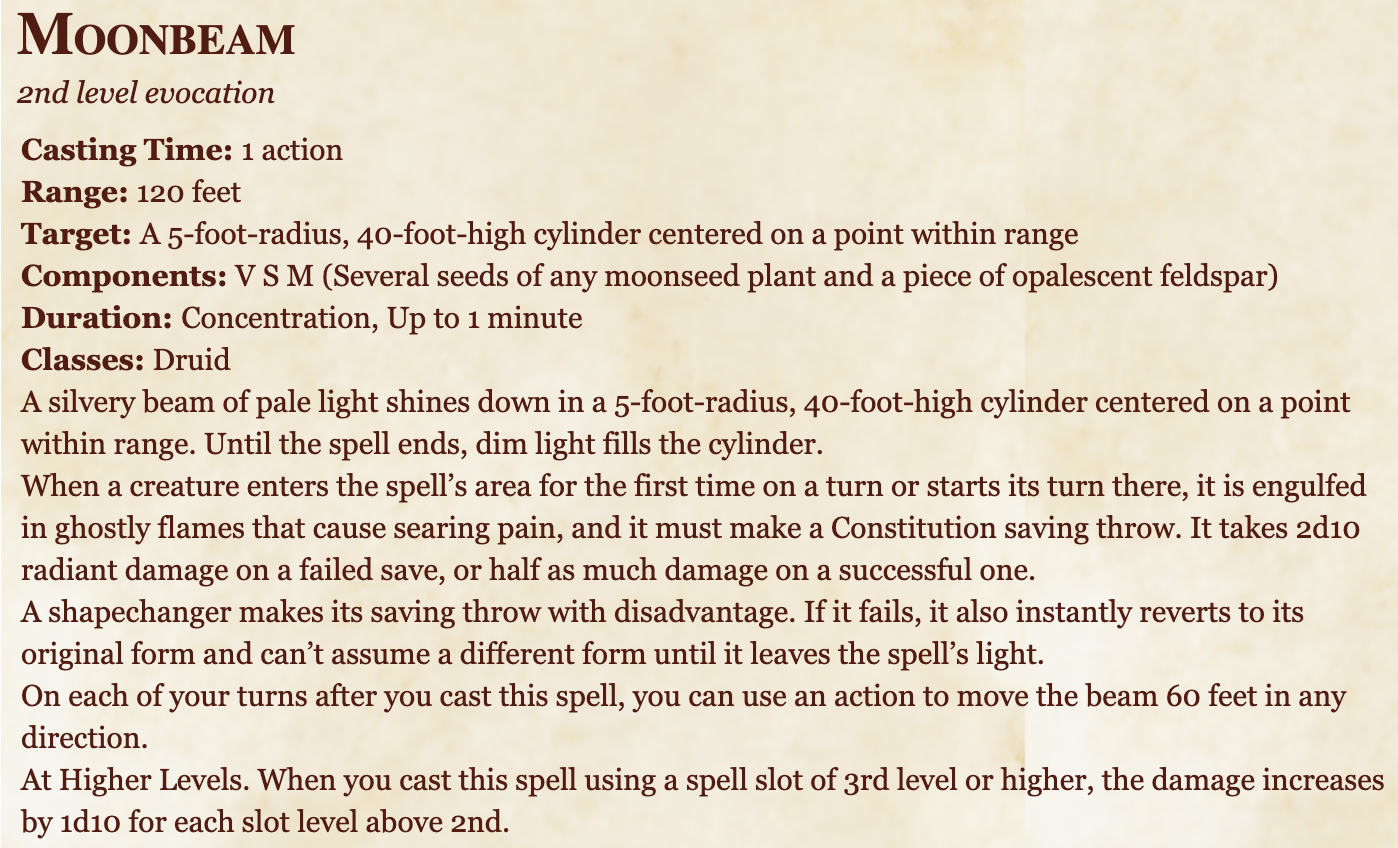 Moonbeam
2nd level evocation
Casting Time: 1 action
Range: 120 feet
Target: A 5-foot-radius, 40-foot-high cylinder centered on a point within range
Components: V S M (Several seeds of any moonseed plant and a piece of opalescent feldspar)
Duration: Concentration, Up to 1 minute
Classes: Druid
A silvery beam of pale light shines down in a 5-foot-radius, 40-foot-high cylinder centered on a point
within range. Until the spell ends, dim light fills the cylinder.
When a creature enters the spell’s area for the first time on a turn or starts its turn there, it is engulfed
in ghostly flames that cause searing pain, and it must make a Constitution saving throw. It takes 2d10
radiant damage on a failed save, or half as much damage on a successful one.
A shapechanger makes its saving throw with disadvantage. If it fails, it also instantly reverts to its
original form and can’t assume a different form until it leaves the spell’s light.
On each of your turns after you cast this spell, you can use an action to move the beam 60 feet in any
direction.
At Higher Levels. When you cast this spell using a spell slot of 3rd level or higher, the damage increases
by 1d10 for each slot level above 2nd.